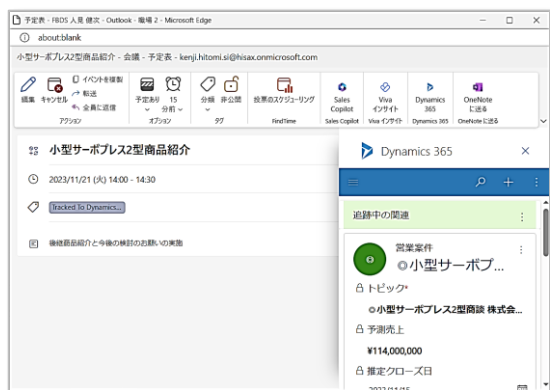 予定表 - FBDS 人見 健次 - Outlook - 職場 2 - Microsoft Edge
about:blank
小型サーボプレス2型商品紹介 - 会議 - 予定表 - kenji.hitomi.si@hisax.onmicrosoft.com
編集
キャンセル
イベントを複製
転送
全員に返信
アクション
予定あり
15 分前
オプション
分類
非公開
タグ
投票のスケジューリング
FindTime
Sales Copilot
Sales Copilot
Viva インサイト
Viva インサイト
Dynamics 365
Dynamics 365
OneNote に送る
OneNote に送る
小型サーボプレス2型商品紹介
2023/11/21 (火) 14:00 - 14:30
Tracked To Dynamics...
後継商品紹介と今後の検討のお願いの実施
Dynamics 365
追跡中の関連
営業案件
◎小型サーボプ...
トピック*
◎小型サーボプレス2型商談 株式会...
予測売上
¥114,000,000
推定クローズ日
2023/11/15